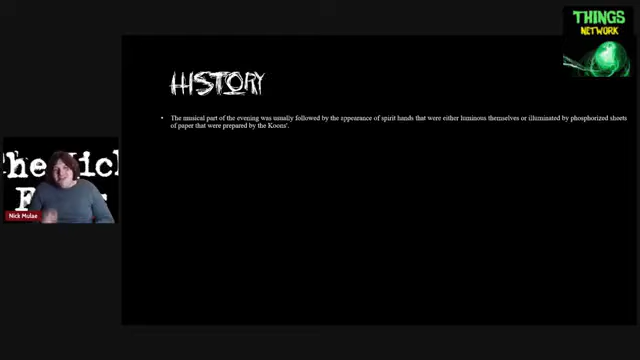 THINGS
NETWORK
HISTORY
• The musical part of the evening was usually followed by the appearance of spirit hands that were either luminous themselves or illuminated by phosphorized sheets
of paper that were prepared by the Koons'.
The Nick
Nick Mulae